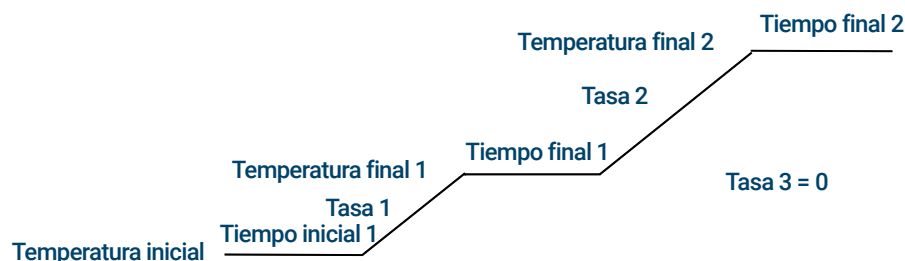 Tiempo final 2
Temperatura final 2
Tasa 2
Tiempo final 1
Temperatura final 1
Tasa 3 = 0
Tasa 1
Tiempo inicial 1
Temperatura inicial